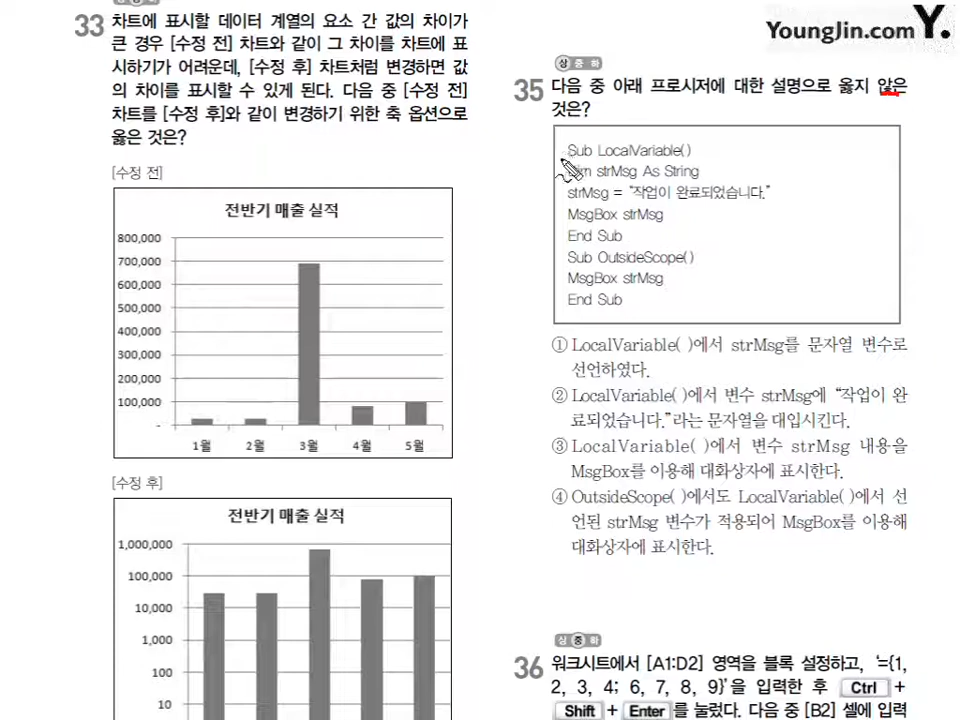 33 차트에 표시할 데이터 계열의 요소 간 값의 차이가
큰 경우 [수정 전] 차트와 같이 그 차이를 차트에 표
시하기가 어려운데, [수정 후] 차트처럼 변경하면 값
의 차이를 표시할 수 있게 된다. 다음 중 [수정 전]
차트를 [수정 후]와 같이 변경하기 위한 축 옵션으로
옳은 것은?
[수정 전]
전반기 매출 실적
800,000
700,000
600,000
500,000
400,000
300,000
200,000
100,000
-
1월 2월 3월 4월 5월
[수정 후]
전반기 매출 실적
1,000,000
100,000
10,000
1,000
100
10
YoungJin.com Y.
상 중 하
35 다음 중 아래 프로시저에 대한 설명으로 옳지 않은
것은?
Sub LocalVariable( )
strMsg As String
strMsg = "작업이 완료되었습니다."
MsgBox strMsg
End Sub
Sub OutsideScope( )
MsgBox strMsg
End Sub
① LocalVariable( )에서 strMsg를 문자열 변수로
선언하였다.
② LocalVariable( )에서 변수 strMsg에 "작업이 완
료되었습니다."라는 문자열을 대입시킨다.
③ LocalVariable( )에서 변수 strMsg 내용을
MsgBox를 이용해 대화상자에 표시한다.
④ OutsideScope( )에서도 LocalVariable( )에서 선
언된 strMsg 변수가 적용되어 MsgBox를 이용해
대화상자에 표시한다.
상 중 하
36 워크시트에서 [A1:D2] 영역을 블록 설정하고, '={1,
2, 3, 4; 6, 7, 8, 9}'을 입력한 후 Ctrl +
Shift + Enter 를 눌렀다. 다음 중 [B2] 셀에 입력